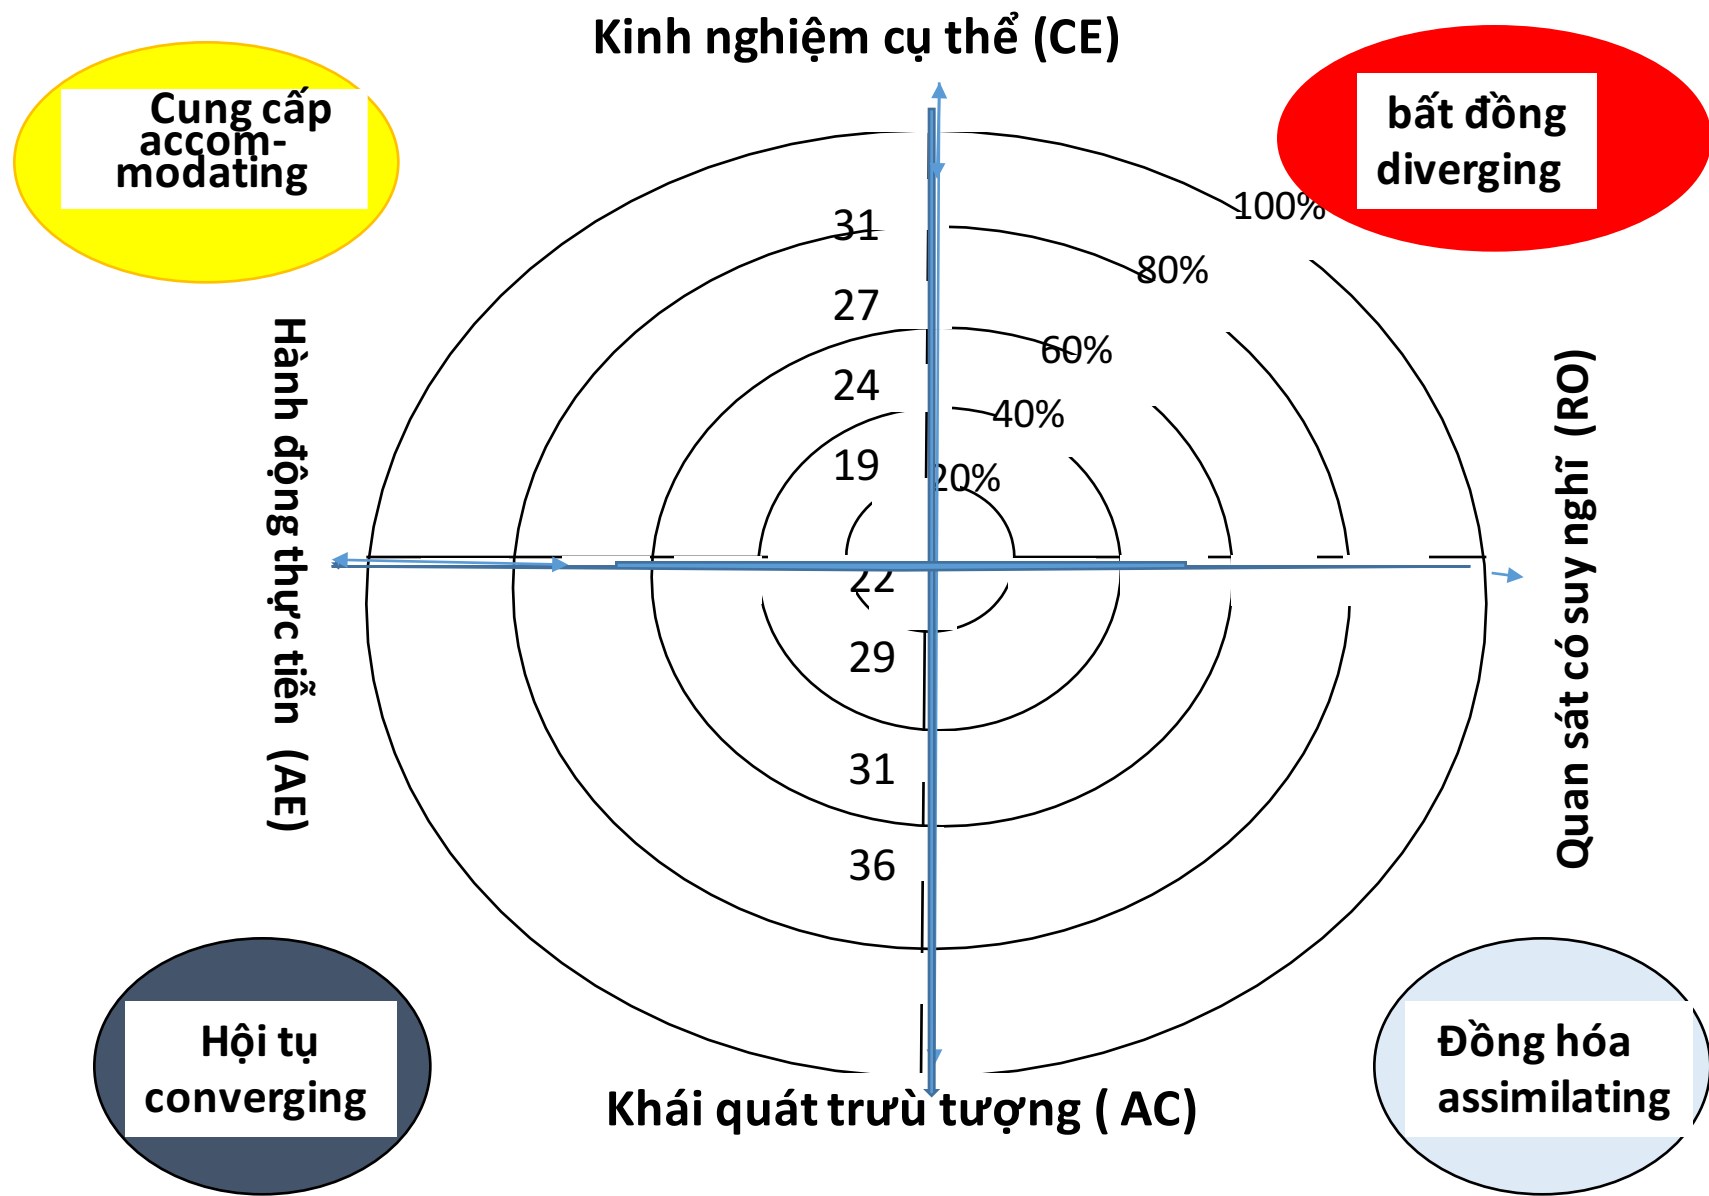 Kinh nghiệm cụ thể (CE)
Cung cấp
accom-
modating
bất đồng
diverging
100%
31
80%
27
60%
24
40%
19
20%
22
29
31
36
Hành động thực tiễn (AE)
Quan sát có suy nghĩ (RO)
Hội tụ
converging
Đồng hóa
assimilating
Khái quát trưù tượng ( AC)